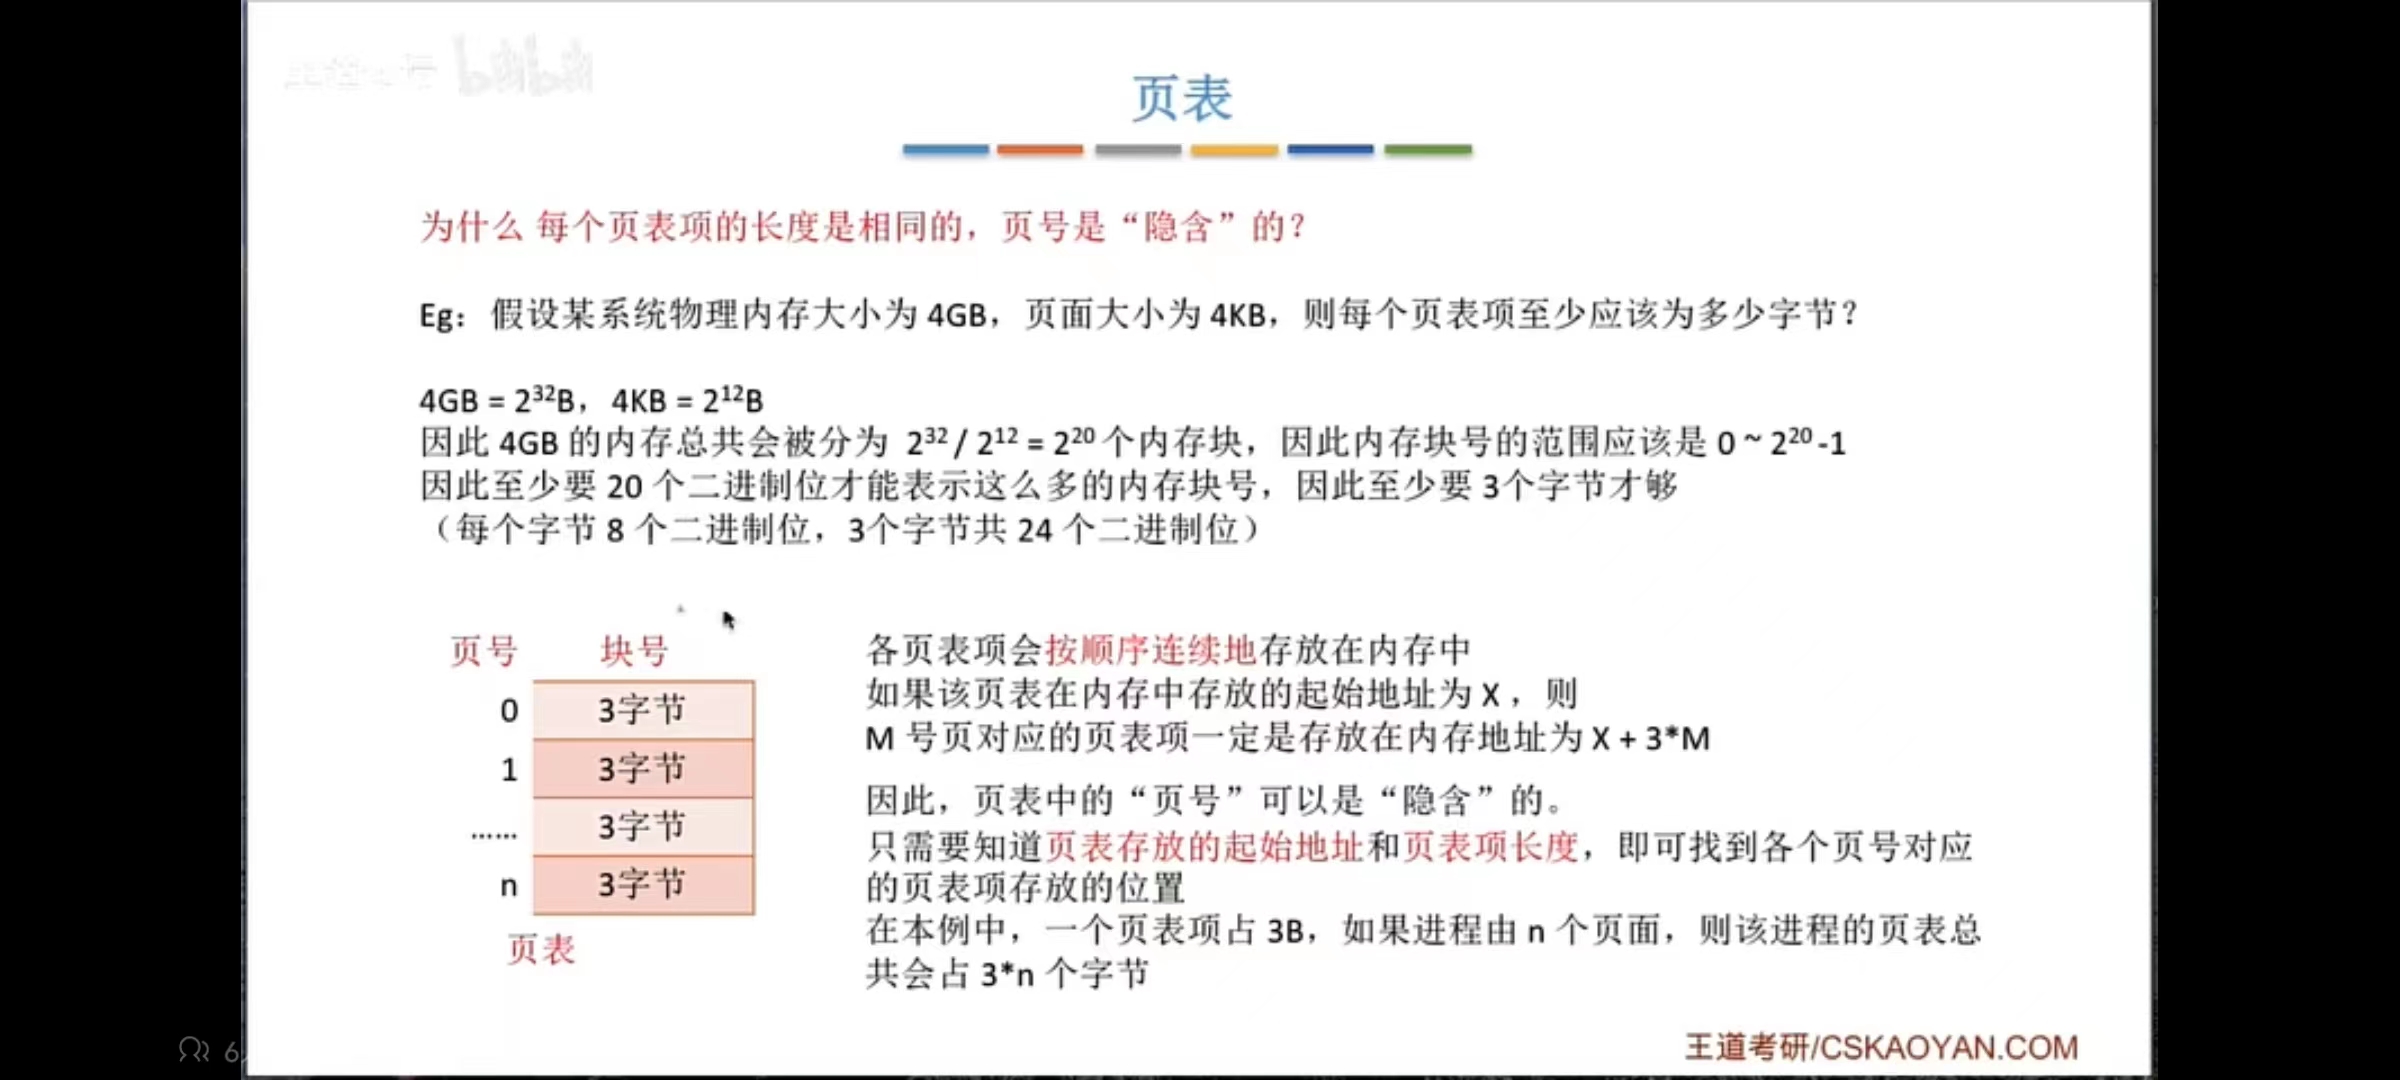 bilibili
页表
为什么 每个页表项的长度是相同的，页号是“隐含”的？
Eg：假设某系统物理内存大小为 4GB，页面大小为 4KB，则每个页表项至少应该为多少字节？
4GB = 2³²B，4KB = 2¹²B
因此 4GB 的内存总共会被分为 2³² / 2¹² = 2²⁰ 个内存块，因此内存块号的范围应该是 0 ~ 2²⁰ -1
因此至少要 20 个二进制位才能表示这么多的内存块号，因此至少要 3个字节才够
（每个字节 8 个二进制位，3个字节共 24 个二进制位）
页号 块号
0 3字节
1 3字节
…… 3字节
n 3字节
页表
各页表项会按顺序连续地存放在内存中
如果该页表在内存中存放的起始地址为 X ，则
M 号页对应的页表项一定是存放在内存地址为 X + 3*M
因此，页表中的“页号”可以是“隐含”的。
只需要知道页表存放的起始地址和页表项长度，即可找到各个页号对应
的页表项存放的位置
在本例中，一个页表项占 3B，如果进程由 n 个页面，则该进程的页表总
共会占 3*n 个字节
王道考研/CSKAOYAN.COM
6